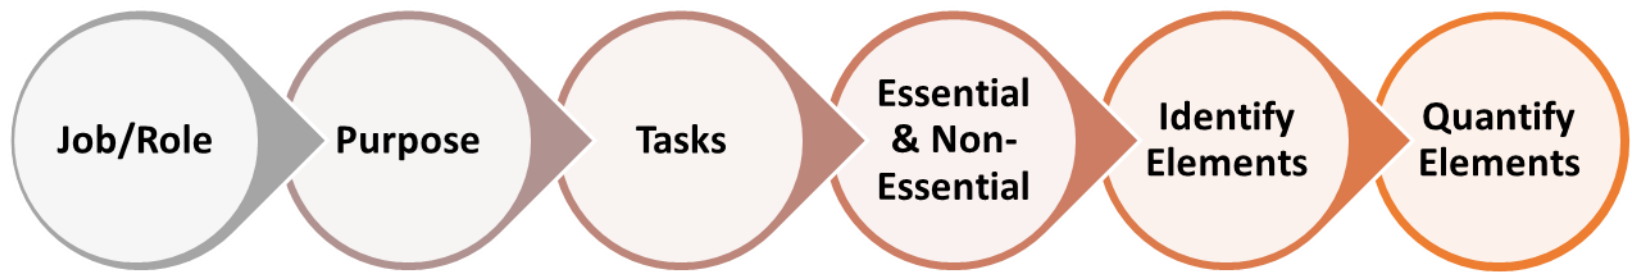 Job/Role
Purpose
Tasks
Essential
& Non-
Essential
Identify
Elements
Quantify
Elements